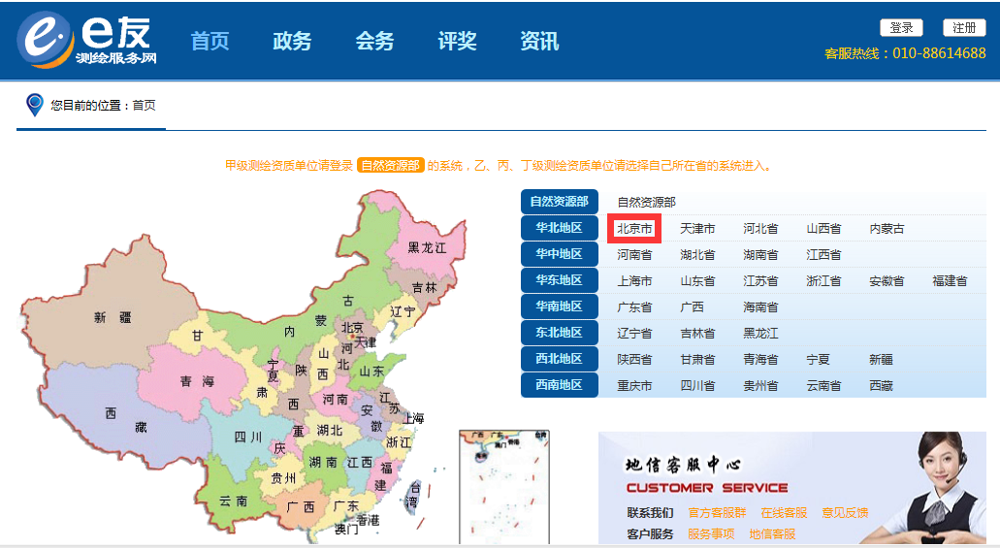 e友
测绘服务网
首页 政务 会务 评奖 资讯
登录 注册
客服热线：010-88614688
您目前的位置：首页
甲级测绘资质单位请登录 自然资源部 的系统，乙、丙、丁级测绘资质单位请选择自己所在省的系统进入。
自然资源部 自然资源部
华北地区 北京市 天津市 河北省 山西省 内蒙古
华中地区 河南省 湖北省 湖南省 江西省
华东地区 上海市 山东省 江苏省 浙江省 安徽省 福建省
华南地区 广东省 广西 海南省
东北地区 辽宁省 吉林省 黑龙江
西北地区 陕西省 甘肃省 青海省 宁夏 新疆
西南地区 重庆市 四川省 贵州省 云南省 西藏
黑龙江
吉林
辽宁
内蒙古
新疆
甘肃
北京
天津
河北
山西
宁夏
陕西
青海
山东
河南
江苏
安徽
上海
西藏
四川
重庆
湖北
浙江
湖南
江西
福建
贵州
云南
广西
广东
台湾
香港
澳门
广西 广东 台湾
澳门 香港
海南
地信客服中心
CUSTOMER SERVICE
联系我们 官方客服群 在线客服 意见反馈
客户服务 服务事项 地信客服